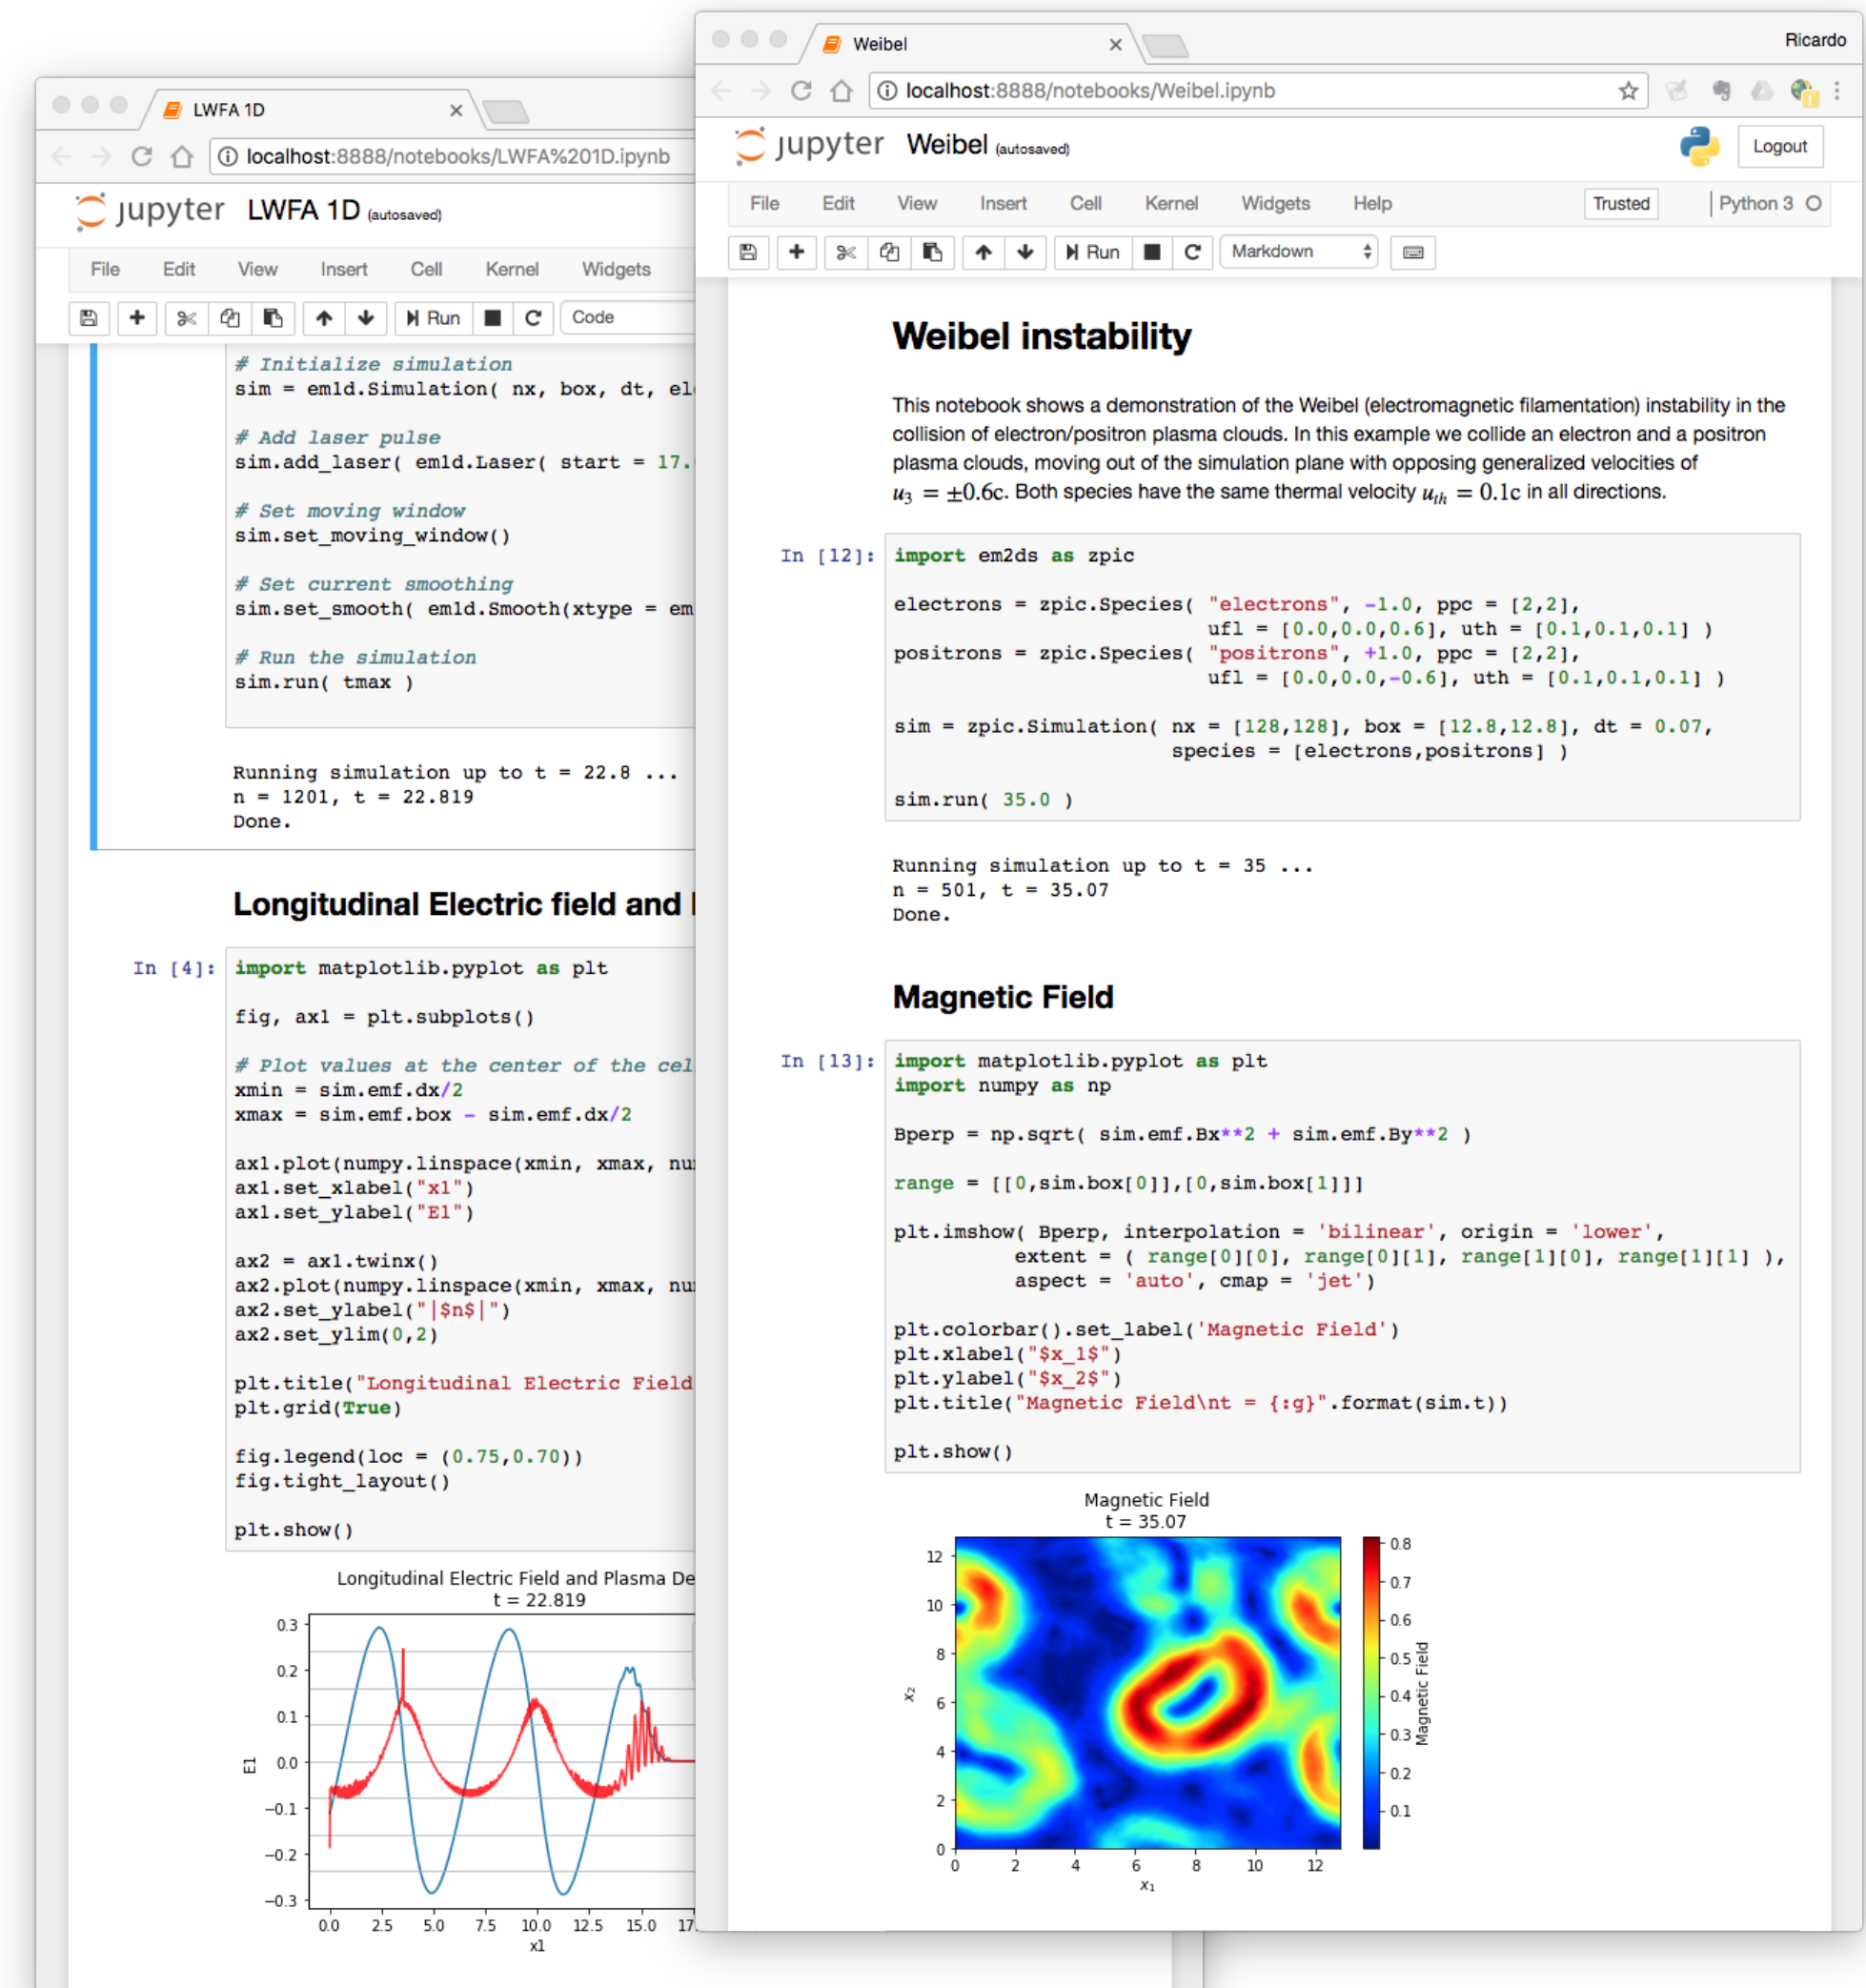 LWFA 1D
localhost:8888/notebooks/LWFA%201D.ipynb
jupyter LWFA 1D (autosaved)
File Edit View Insert Cell Kernel Widgets
Run Code
# Initialize simulation
sim = em1d.Simulation( nx, box, dt,
# Add laser pulse
sim.add_laser( em1d.Laser( start = 17.
# Set moving window
sim.set_moving_window()
# Set current smoothing
sim.set_smooth( em1d.Smooth(xtype =
# Run the simulation
sim.run( tmax )
Running simulation up to t = 22.8 ...
n = 1201, t = 22.819
Done.
Longitudinal Electric field and
In [4]: import matplotlib.pyplot as plt
fig, ax1 = plt.subplots()
# Plot values at the center of the
xmin = sim.emf.dx/2
xmax = sim.emf.box - sim.emf.dx/2
ax1.plot(numpy.linspace(xmin, xmax,
ax1.set_xlabel("x1")
ax1.set_ylabel("E1")
ax2 = ax1.twinx()
ax2.plot(numpy.linspace(xmin, xmax,
ax2.set_ylabel("|$n$|")
ax2.set_ylim(0,2)
plt.title("Longitudinal Electric Field
plt.grid(True)
fig.legend(loc = (0.75,0.70))
fig.tight_layout()
plt.show()
Longitudinal Electric Field and Plasma
t = 22.819
0.3
0.2
0.1
0.0
−0.1
−0.2
−0.3
E1
0.0 2.5 5.0 7.5 10.0 12.5 15.0
x1
Weibel
Ricardo
localhost:8888/notebooks/Weibel.ipynb
jupyter Weibel (autosaved)
Logout
File Edit View Insert Cell Kernel Widgets Help Trusted Python 3
Run Markdown
Weibel instability
This notebook shows a demonstration of the Weibel (electromagnetic filamentation) instability in the
collision of electron/positron plasma clouds. In this example we collide an electron and a positron
plasma clouds, moving out of the simulation plane with opposing generalized velocities of
u3 = ±0.6c. Both species have the same thermal velocity uth = 0.1c in all directions.
In [12]: import em2ds as zpic
electrons = zpic.Species( "electrons", -1.0, ppc = [2,2],
ufl = [0.0,0.0,0.6], uth = [0.1,0.1,0.1] )
positrons = zpic.Species( "positrons", +1.0, ppc = [2,2],
ufl = [0.0,0.0,-0.6], uth = [0.1,0.1,0.1] )
sim = zpic.Simulation( nx = [128,128], box = [12.8,12.8], dt = 0.07,
species = [electrons,positrons] )
sim.run( 35.0 )
Running simulation up to t = 35 ...
n = 501, t = 35.07
Done.
Magnetic Field
In [13]: import matplotlib.pyplot as plt
import numpy as np
Bperp = np.sqrt( sim.emf.Bx**2 + sim.emf.By**2 )
range = [[0,sim.box[0]],[0,sim.box[1]]]
plt.imshow( Bperp, interpolation = 'bilinear', origin = 'lower',
extent = ( range[0][0], range[0][1], range[1][0], range[1][1] ),
aspect = 'auto', cmap = 'jet')
plt.colorbar().set_label('Magnetic Field')
plt.xlabel("$x_1$")
plt.ylabel("$x_2$")
plt.title("Magnetic Field\nt = {:g}".format(sim.t))
plt.show()
Magnetic Field
t = 35.07
12
10
8
6
4
2
0
x2
0 2 4 6 8 10 12
x1
0.8
0.7
0.6
0.5
0.4
0.3
0.2
0.1
Magnetic Field